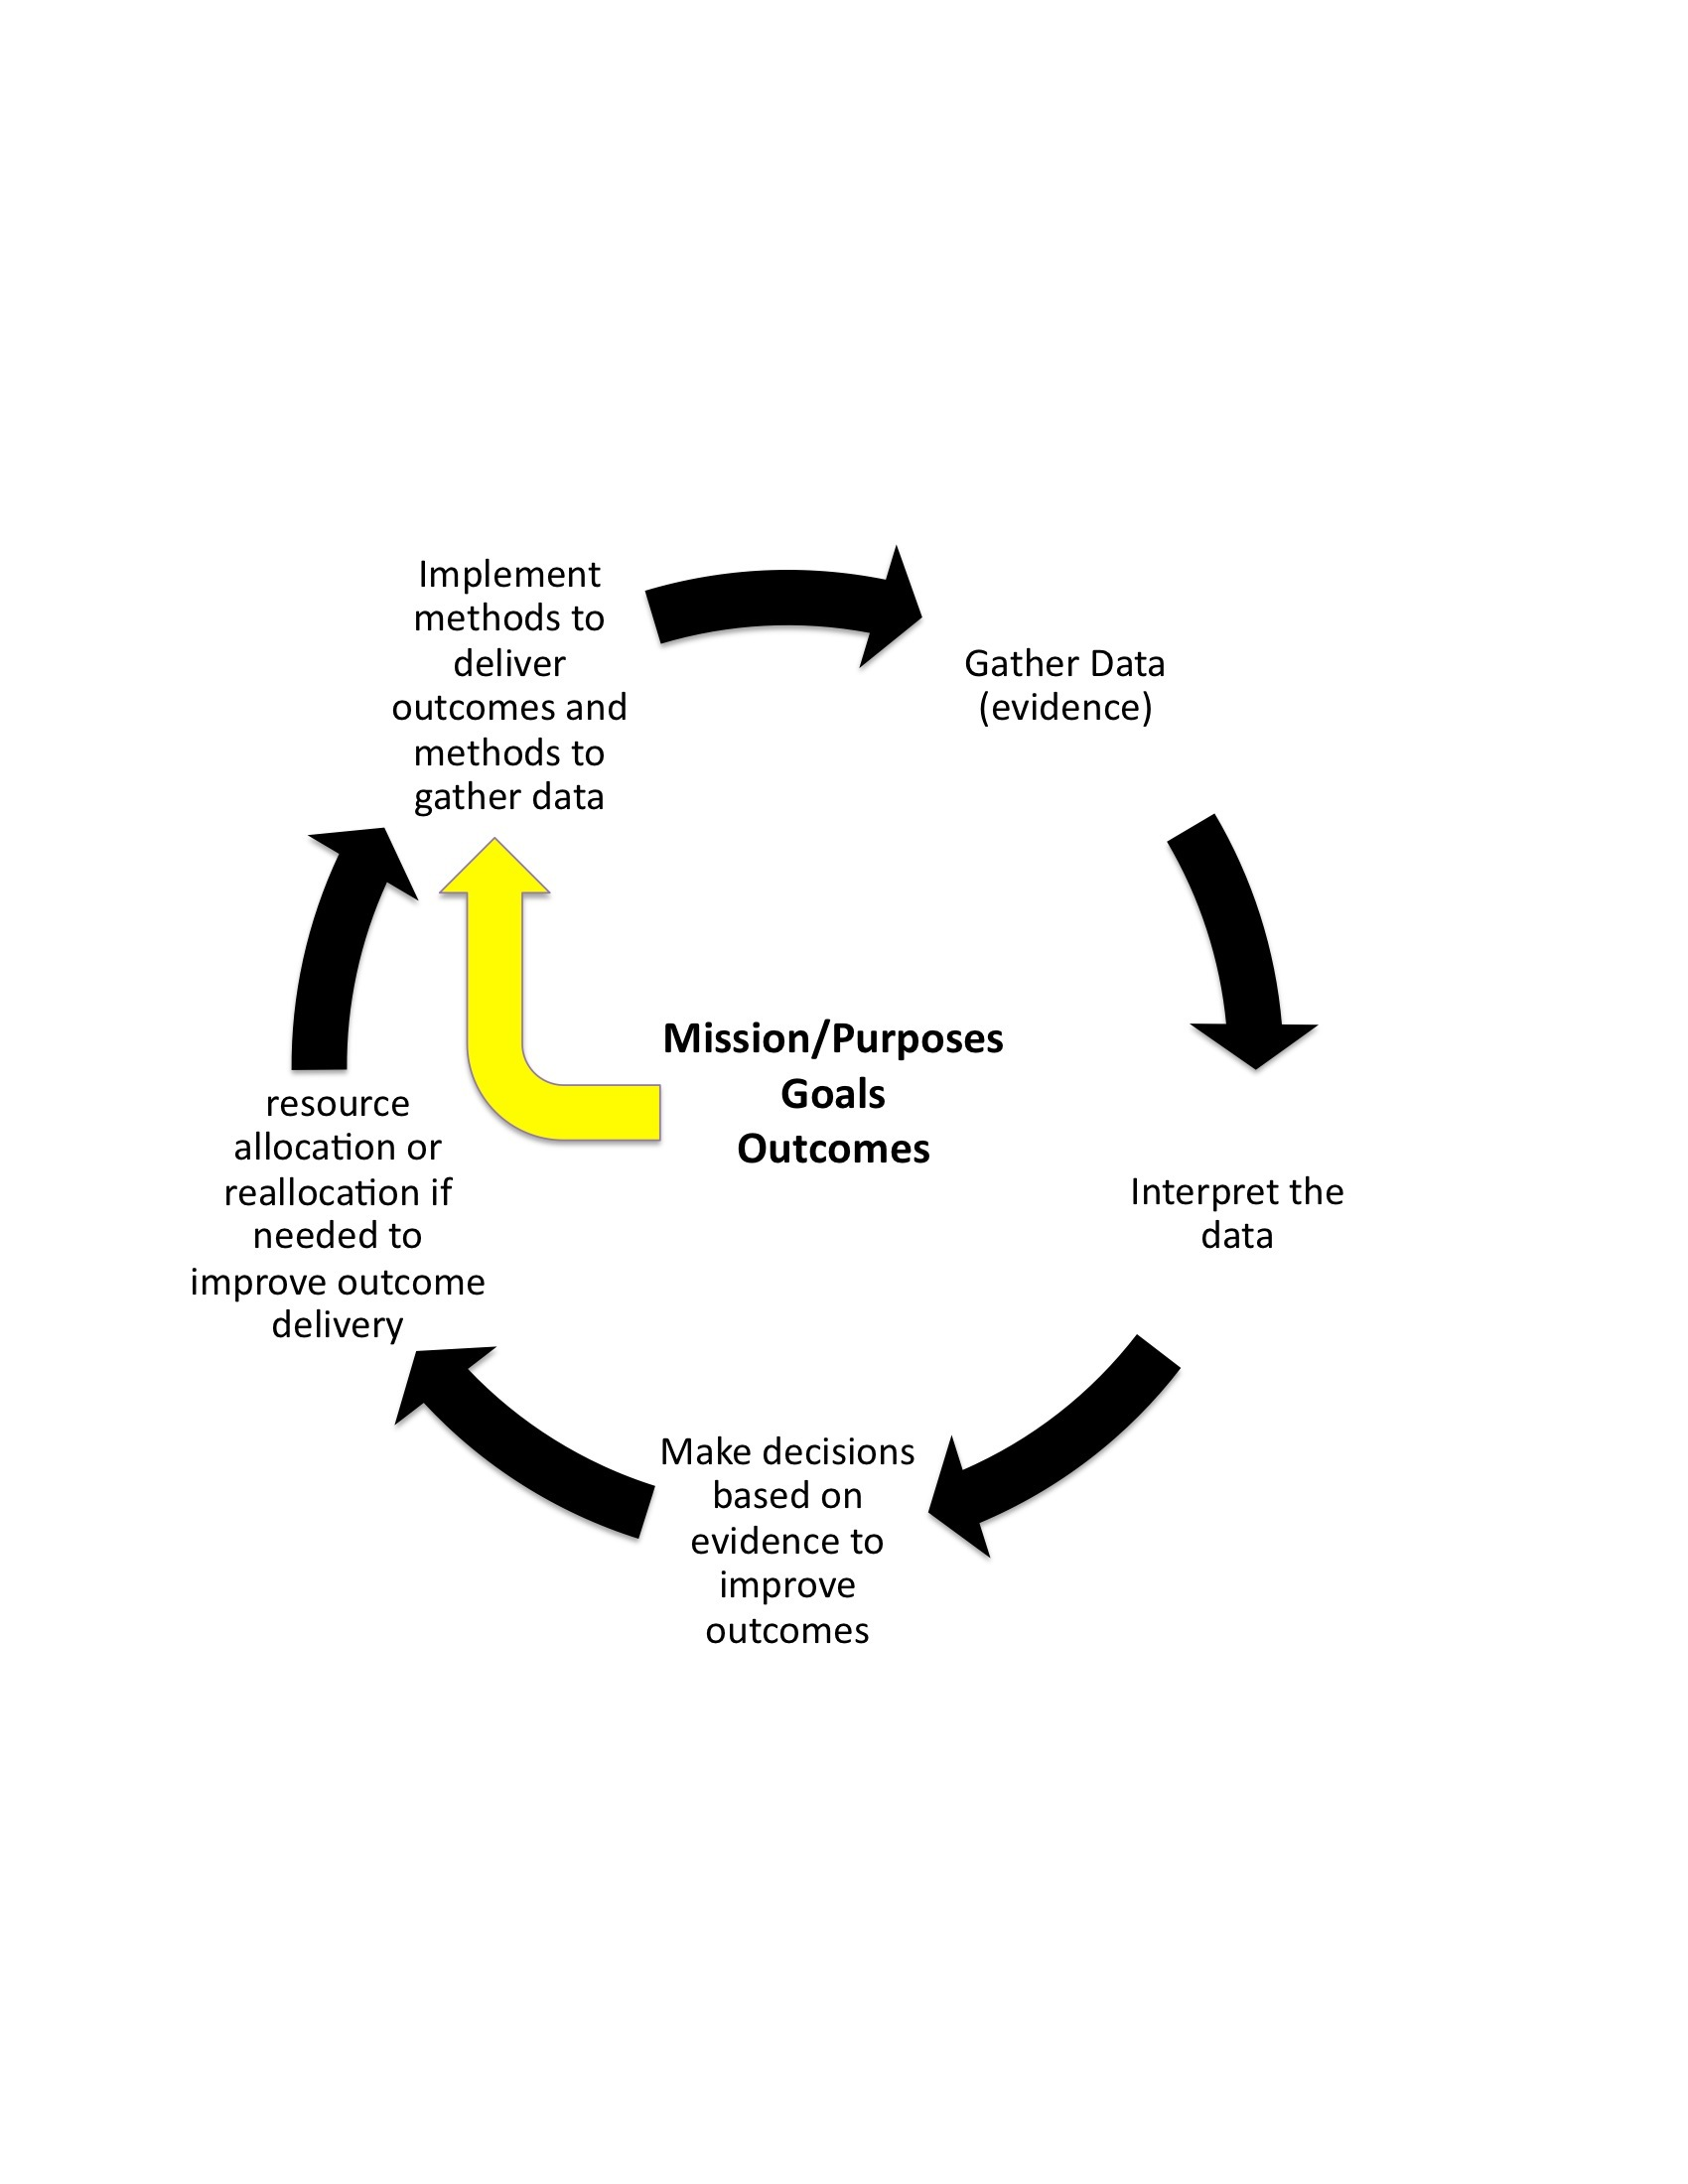 Implement
methods to
deliver
outcomes and
methods to
gather data
Gather Data
(evidence)
Mission/Purposes
Goals
Outcomes
Interpret the
data
Make decisions
based on
evidence to
improve
outcomes
resource
allocation or
reallocation if
needed to
improve outcome
delivery